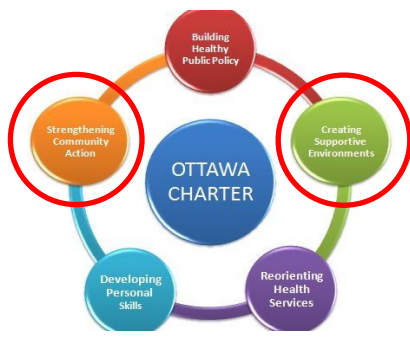 Building
Healthy
Public Policy
Strengthening
Community
Action
Creating
Supportive
Environments
OTTAWA
CHARTER
Developing
Personal
Skills
Reorienting
Health
Services